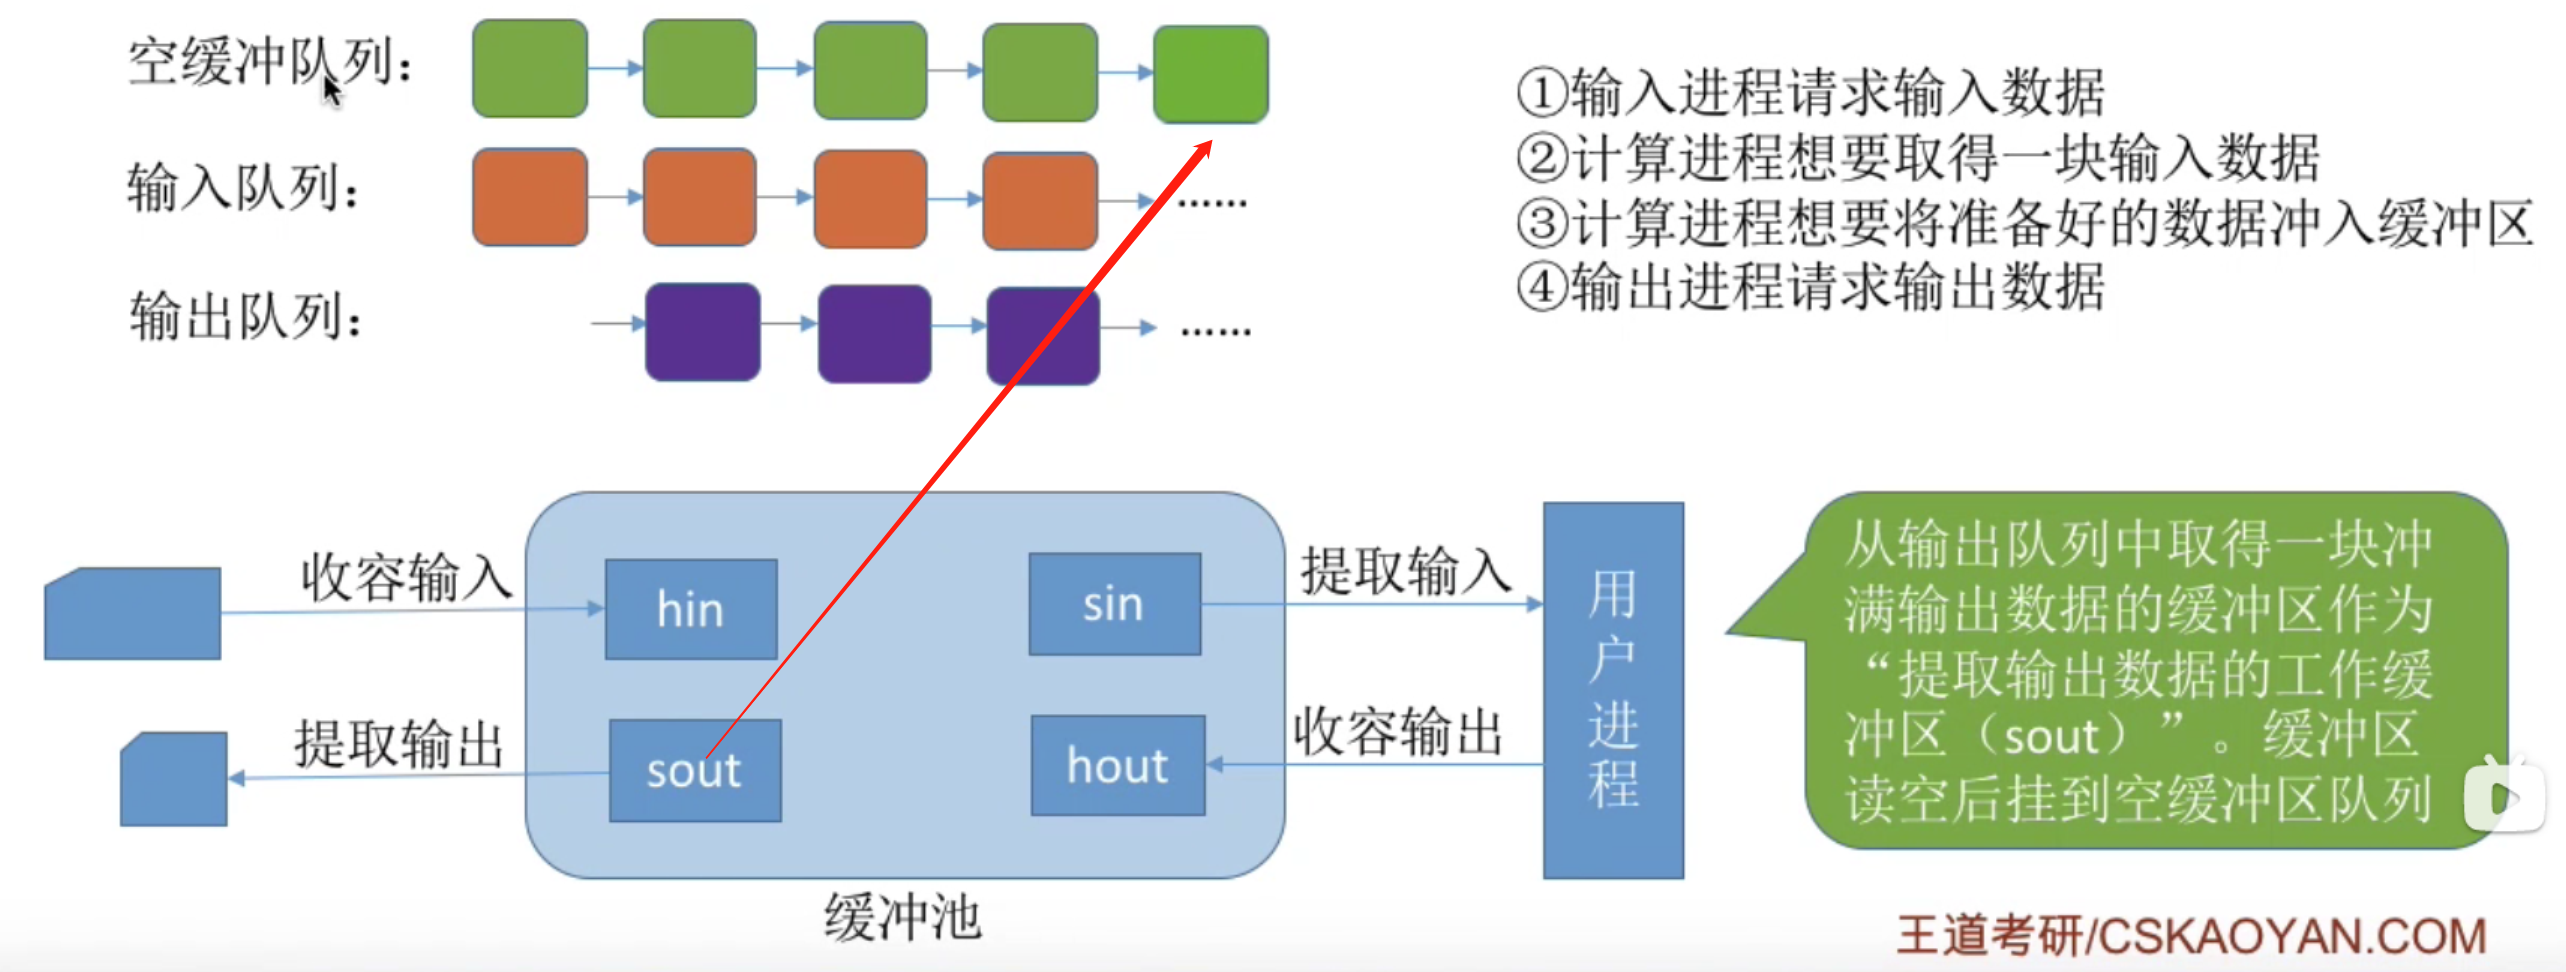 空缓冲队列：
输入队列：
......
输出队列：
......
①输入进程请求输入数据
②计算进程想要取得一块输入数据
③计算进程想要将准备好的数据冲入缓冲区
④输出进程请求输出数据
收容输入
hin
sin
提取输入
提取输出
sout
hout
收容输出
用户进程
缓冲池
从输出队列中取得一块冲
满输出数据的缓冲区作为
“提取输出数据的工作缓
冲区（sout）”。缓冲区
读空后挂到空缓冲区队列
王道考研/CSKAOYAN.COM